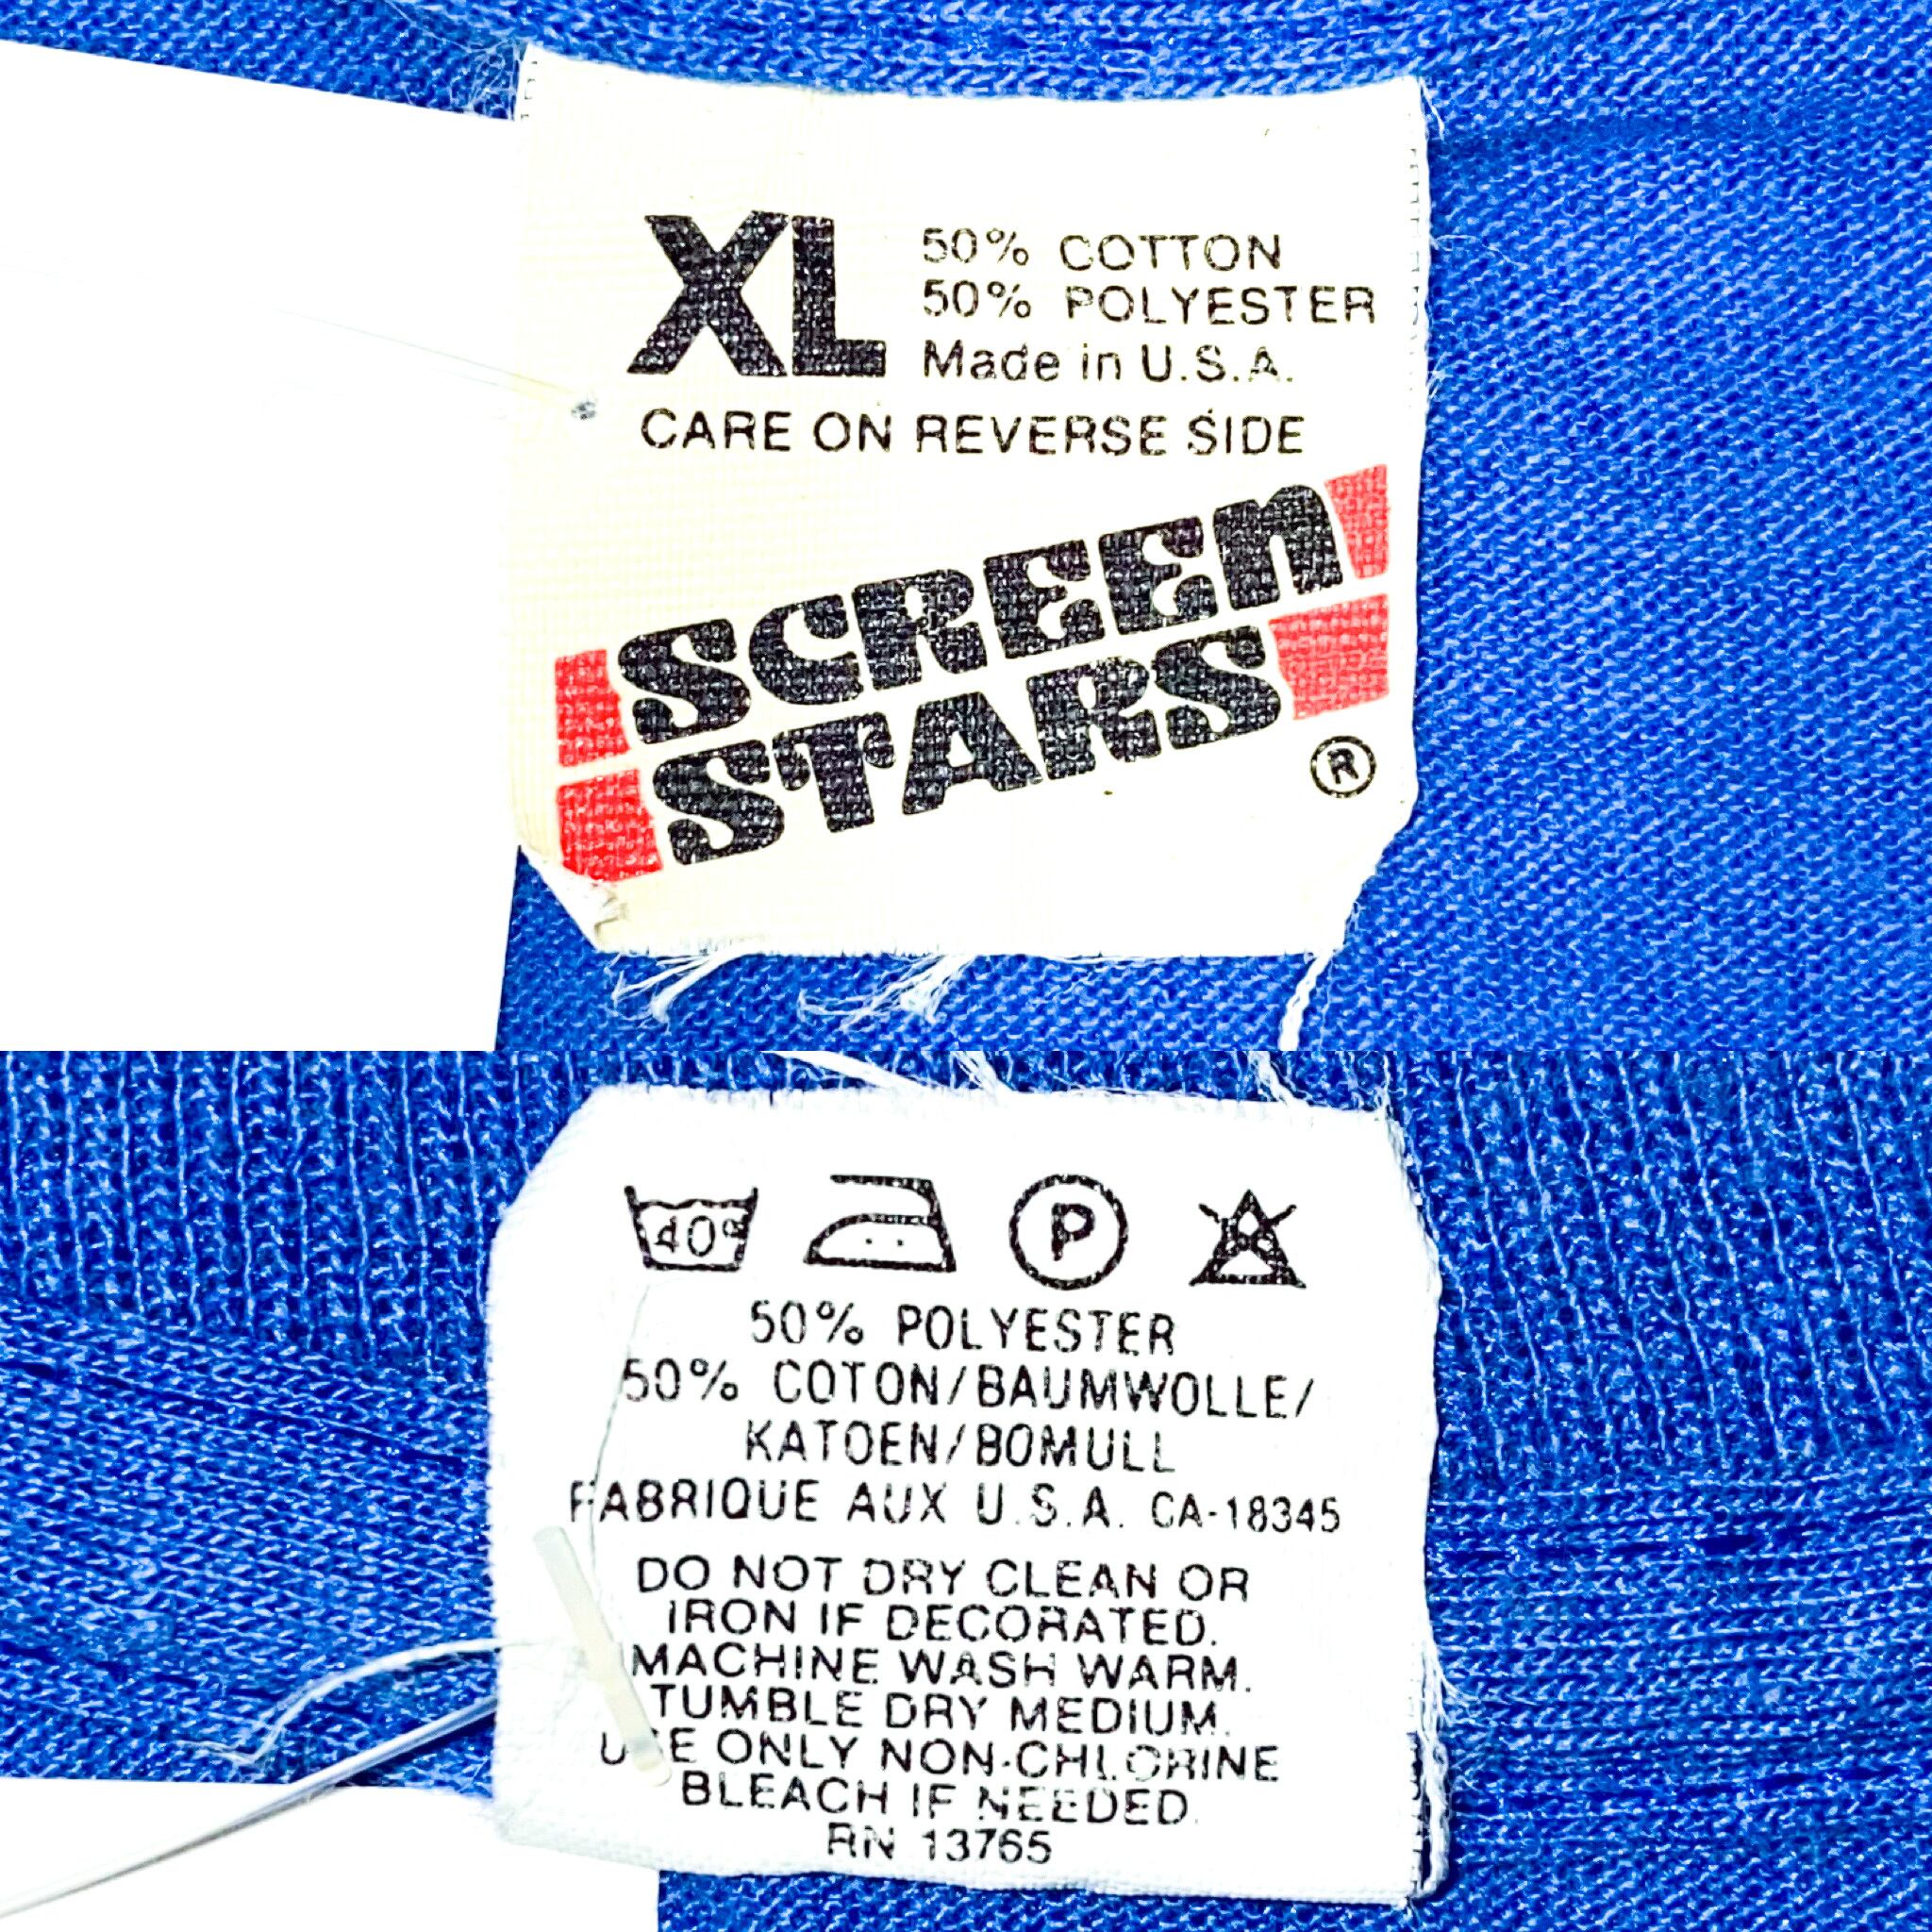 XL
50% COTTON
50% POLYESTER
Made in U.S.A.
CARE ON REVERSE SIDE
SCREEN
STARS
®
40°
P
50% POLYESTER
50% COTON/BAUMWOLLE/
KATOEN/BOMULL
FABRIQUE AUX U.S.A. CA-18345
DO NOT DRY CLEAN OR
IRON IF DECORATED.
MACHINE WASH WARM.
TUMBLE DRY MEDIUM.
USE ONLY NON-CHLORINE
BLEACH IF NEEDED.
RN 13765